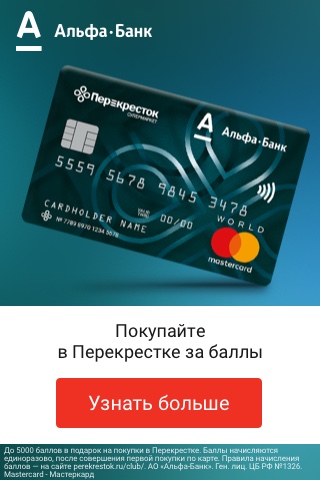 Альфа·Банк
Перекресток
СУПЕРМАРКЕТ
Альфа·Банк
5559 5678 9845 3478
WORLD
VALID THRU 00/00
CARDHOLDER NAME
№ 7789 6970 1234 5678
mastercard
Покупайте
в Перекрестке за баллы
Узнать больше
До 5000 баллов в подарок на покупки в Перекрестке. Баллы начисляются
единоразово, после совершения первой покупки по карте. Правила начисления
баллов — на сайте perekrestok.ru/club/. АО «Альфа-Банк». Ген. лиц. ЦБ РФ №1326.
Mastercard - Мастеркард